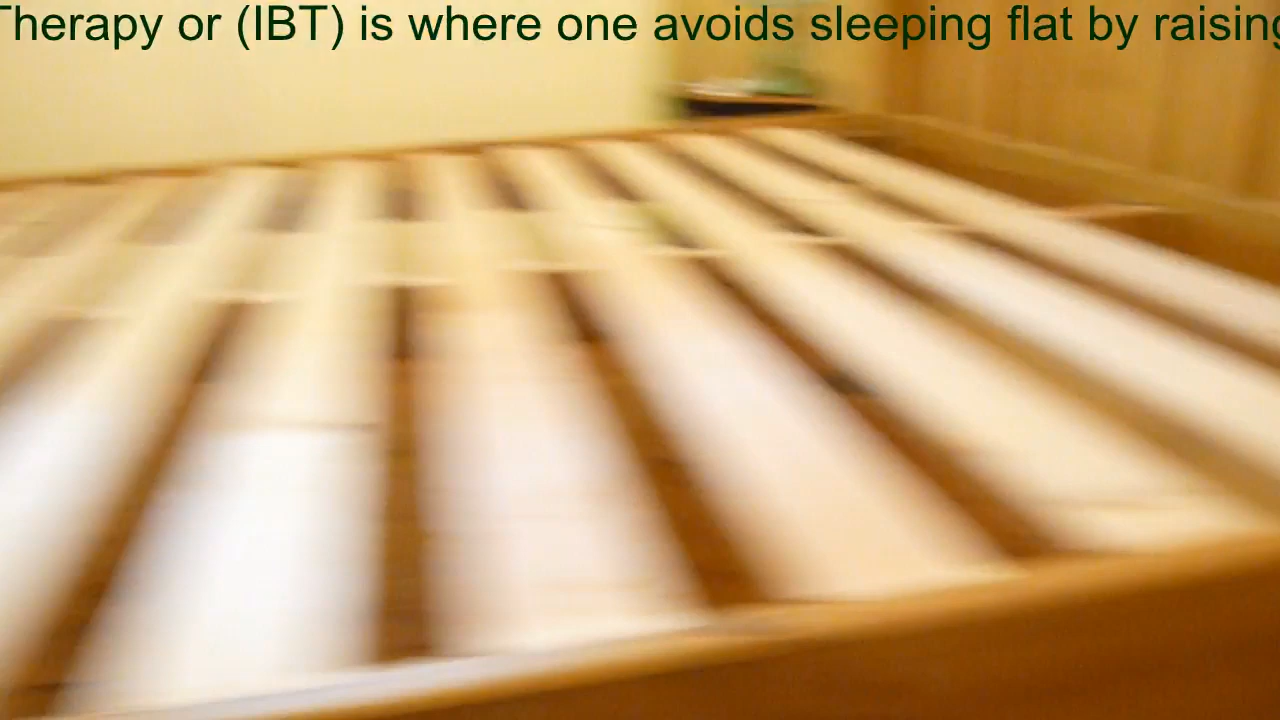 Therapy or (IBT) is where one avoids sleeping flat by raising